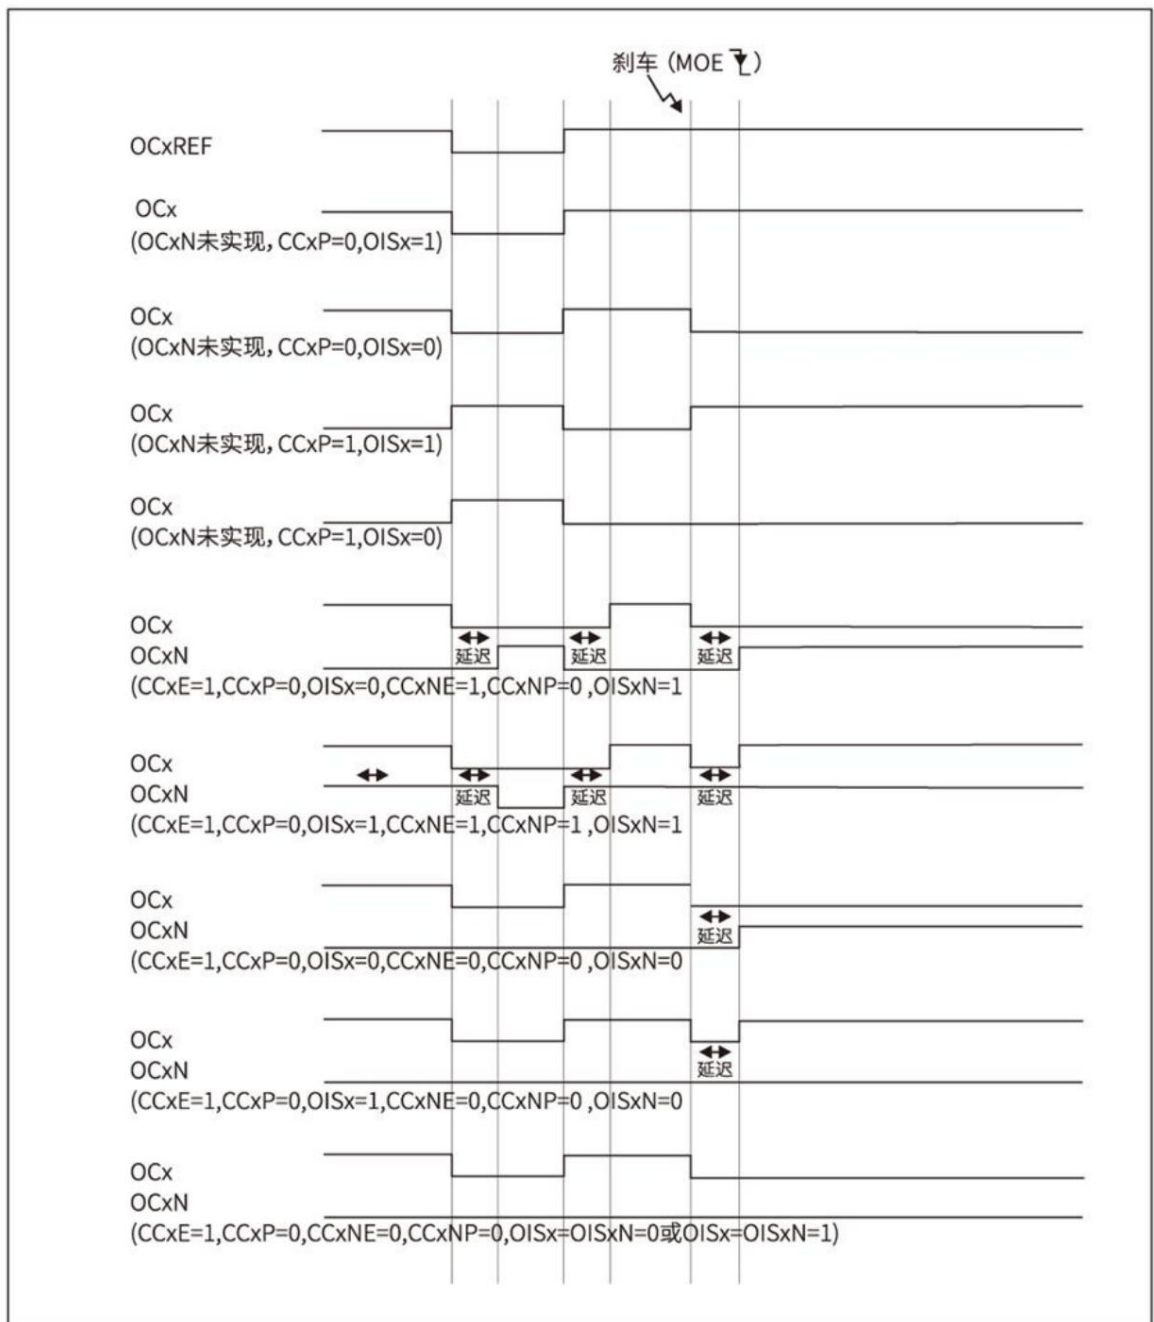 刹车 (MOE )
OCxREF
OCx
(OCxN未实现，CCxP=0,OISx=1)
OCx
(OCxN未实现，CCxP=0,OISx=0)
OCx
(OCxN未实现，CCxP=1,OISx=1)
OCx
(OCxN未实现，CCxP=1,OISx=0)
OCx
OCxN 延迟 延迟 延迟
(CCxE=1,CCxP=0,OISx=0,CCxNE=1,CCxNP=0 ,OISxN=1
OCx
OCxN 延迟 延迟 延迟
(CCxE=1,CCxP=0,OISx=1,CCxNE=1,CCxNP=1 ,OISxN=1
OCx
OCxN 延迟
(CCxE=1,CCxP=0,OISx=0,CCxNE=0,CCxNP=0 ,OISxN=0
OCx
OCxN 延迟
(CCxE=1,CCxP=0,OISx=1,CCxNE=0,CCxNP=0 ,OISxN=0
OCx
OCxN
(CCxE=1,CCxP=0,CCxNE=0,CCxNP=0,OISx=OISxN=0或OISx=OISxN=1)